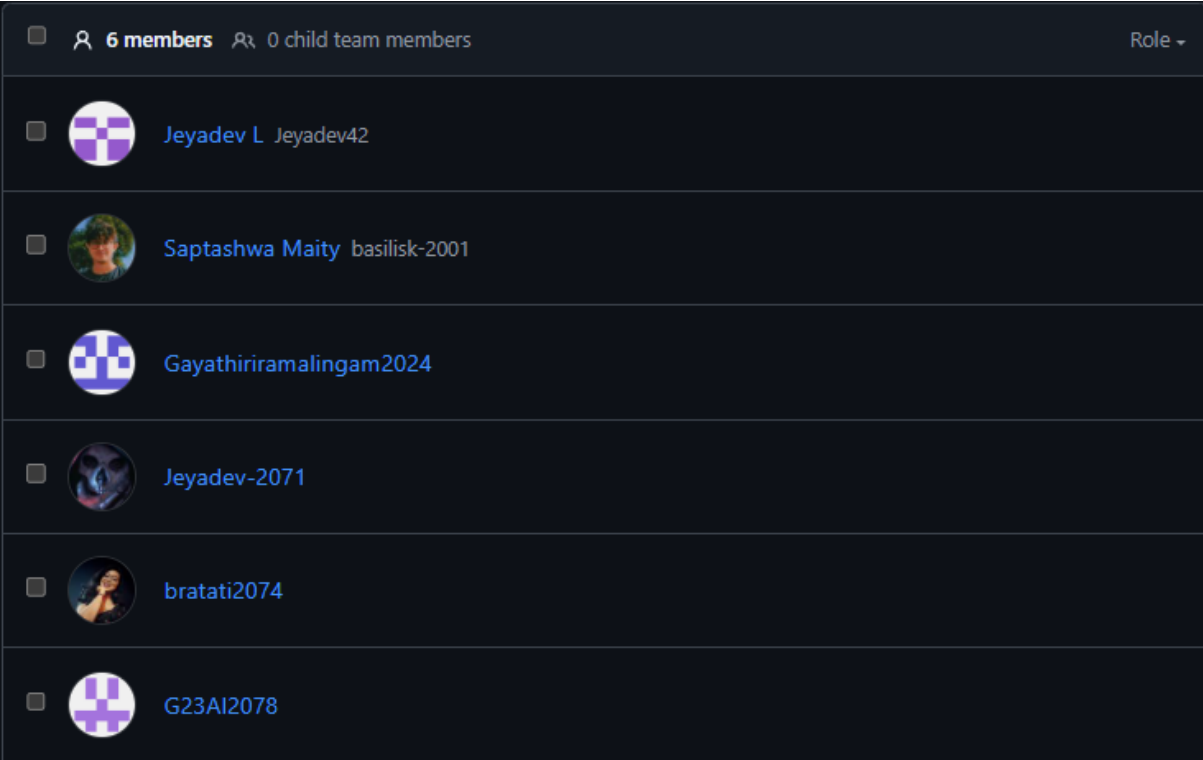 6 members 0 child team members Role
Jeyadev L Jeyadev42
Saptashwa Maity basilisk-2001
Gayathiriramalingam2024
Jeyadev-2071
bratati2074
G23AI2078